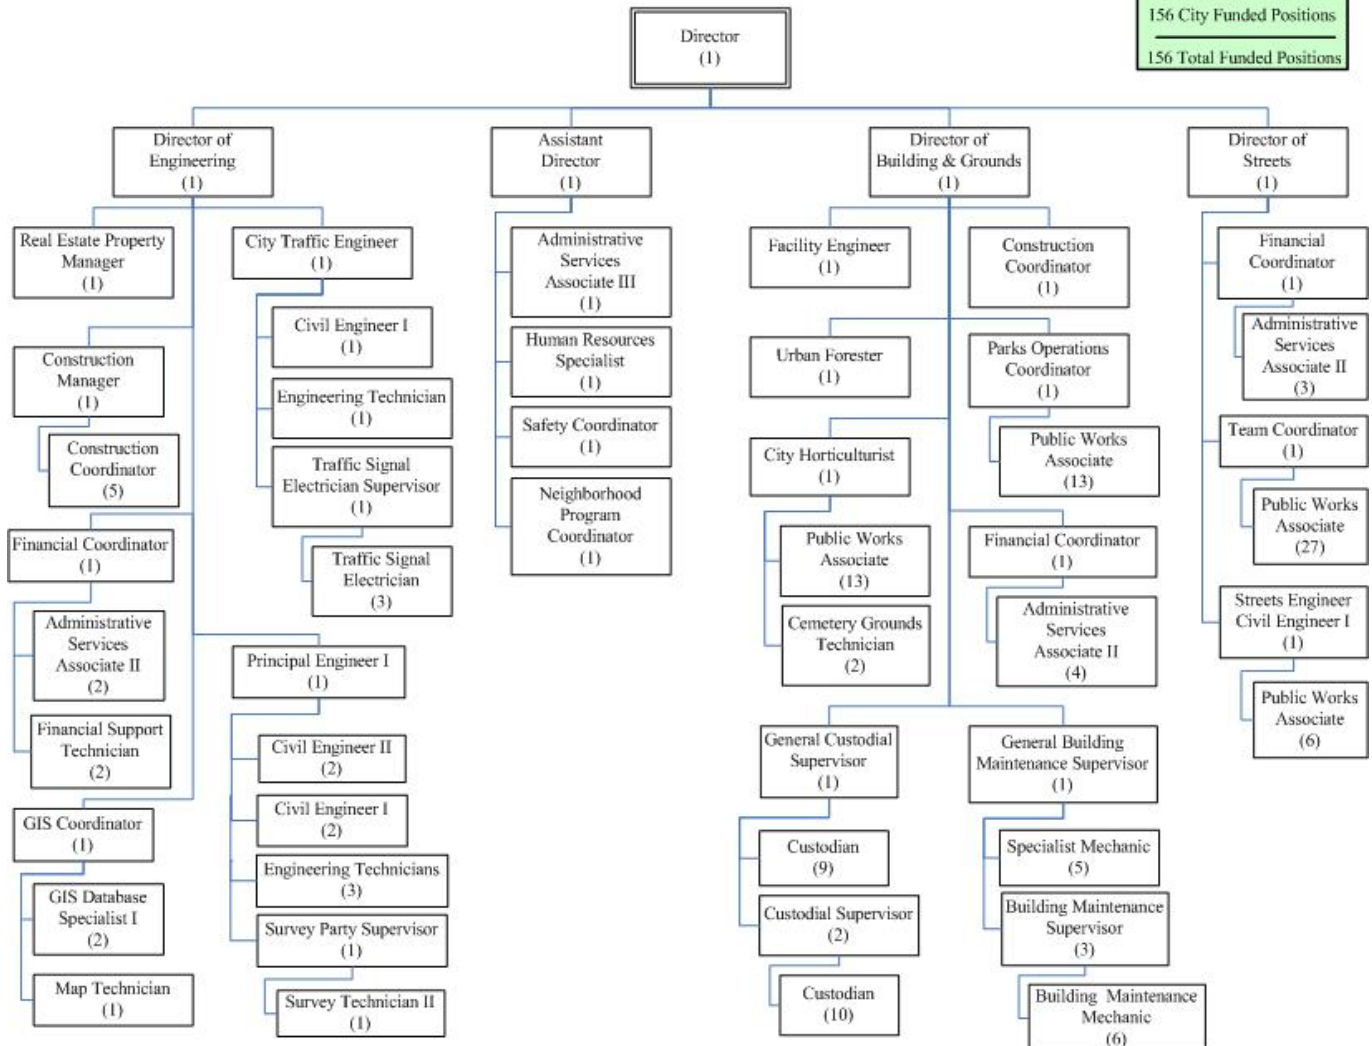 156 City Funded Positions
156 Total Funded Positions
Director
(1)
Director of
Engineering
(1)
Assistant
Director
(1)
Director of
Building & Grounds
(1)
Director of
Streets
(1)
Real Estate Property
Manager
(1)
City Traffic Engineer
(1)
Civil Engineer I
(1)
Engineering Technician
(1)
Traffic Signal
Electrician Supervisor
(1)
Traffic Signal
Electrician
(3)
Construction
Manager
(1)
Construction
Coordinator
(5)
Financial Coordinator
(1)
Administrative
Services
Associate II
(2)
Financial Support
Technician
(2)
Principal Engineer I
(1)
Civil Engineer II
(2)
Civil Engineer I
(2)
Engineering Technicians
(3)
Survey Party Supervisor
(1)
Survey Technician II
(1)
GIS Coordinator
(1)
GIS Database
Specialist I
(2)
Map Technician
(1)
Administrative
Services
Associate III
(1)
Human Resources
Specialist
(1)
Safety Coordinator
(1)
Neighborhood
Program
Coordinator
(1)
Facility Engineer
(1)
Construction
Coordinator
(1)
Urban Forester
(1)
Parks Operations
Coordinator
(1)
Public Works
Associate
(13)
City Horticulturist
(1)
Public Works
Associate
(13)
Cemetery Grounds
Technician
(2)
Financial Coordinator
(1)
Administrative
Services
Associate II
(4)
General Custodial
Supervisor
(1)
Custodian
(9)
Custodial Supervisor
(2)
Custodian
(10)
General Building
Maintenance Supervisor
(1)
Specialist Mechanic
(5)
Building Maintenance
Supervisor
(3)
Building Maintenance
Mechanic
(6)
Financial
Coordinator
(1)
Administrative
Services
Associate II
(3)
Team Coordinator
(1)
Public Works
Associate
(27)
Streets Engineer
Civil Engineer I
(1)
Public Works
Associate
(6)